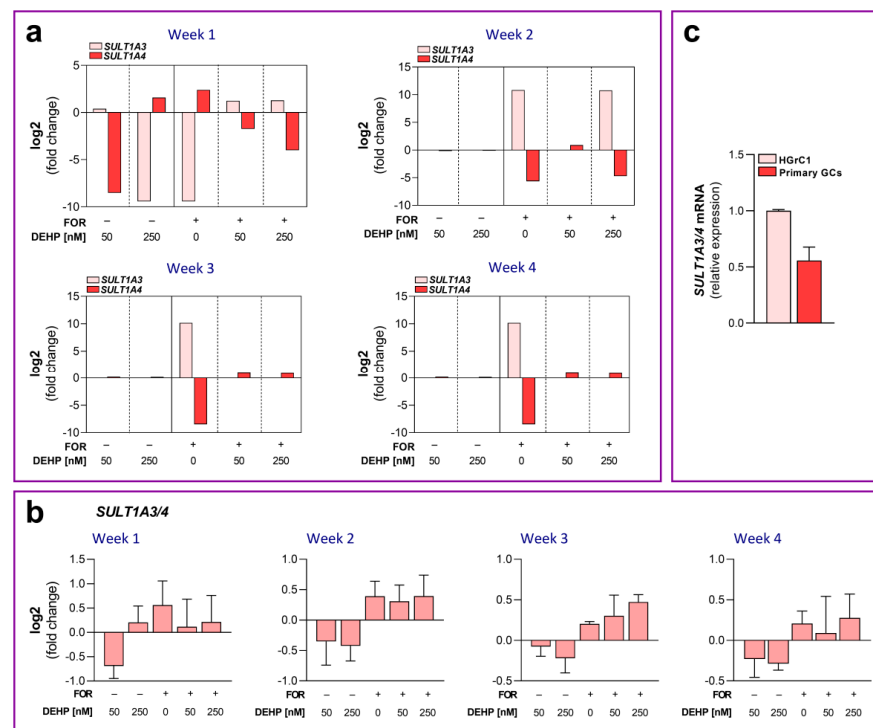 a
Week 1
SULT1A3
SULT1A4
log2
(fold change)
5
0
-5
-10
FOR – – + + +
DEHP [nM] 50 250 0 50 250
Week 2
SULT1A3
SULT1A4
log2
(fold change)
15
10
5
0
-5
-10
FOR – – + + +
DEHP [nM] 50 250 0 50 250
Week 3
SULT1A3
SULT1A4
log2
(fold change)
15
10
5
0
-5
-10
FOR – – + + +
DEHP [nM] 50 250 0 50 250
Week 4
SULT1A3
SULT1A4
log2
(fold change)
15
10
5
0
-5
-10
FOR – – + + +
DEHP [nM] 50 250 0 50 250
c
HGrC1
Primary GCs
SULT1A3/4 mRNA
(relative expression)
1.5
1.0
0.5
0.0
b
SULT1A3/4
Week 1
log2
(fold change)
1.5
1.0
0.5
0.0
-0.5
-1.0
FOR – – + + +
DEHP [nM] 50 250 0 50 250
Week 2
1.0
0.5
0.0
-0.5
-1.0
FOR – – + + +
DEHP [nM] 50 250 0 50 250
Week 3
1.0
0.5
0.0
-0.5
FOR – – + + +
DEHP [nM] 50 250 0 50 250
Week 4
1.0
0.5
0.0
-0.5
FOR – – + + +
DEHP [nM] 50 250 0 50 250